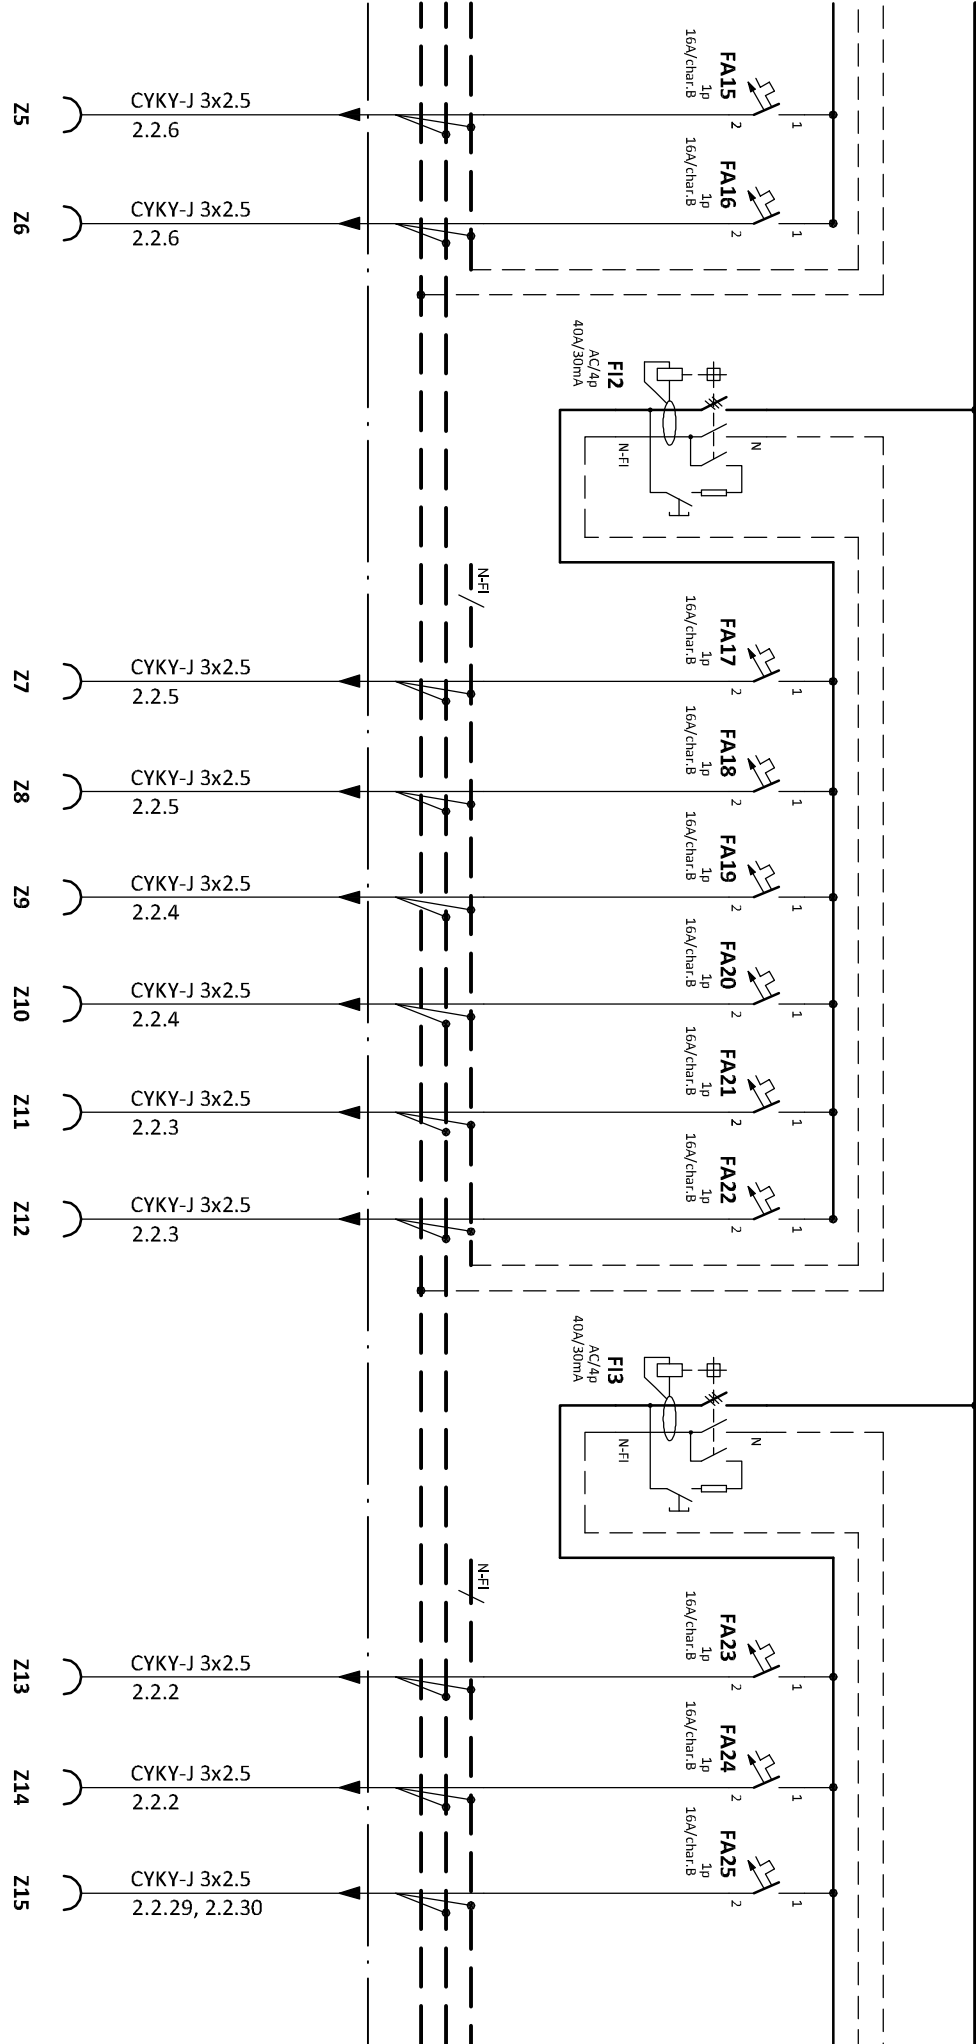 FA15
1p
16A/char.B
1
2
CYKY-J 3x2.5
2.2.6
Z5
FA16
1p
16A/char.B
1
2
CYKY-J 3x2.5
2.2.6
Z6
FI2
AC/4p
40A/30mA
N
N-FI
N-FI
FA17
1p
16A/char.B
1
2
CYKY-J 3x2.5
2.2.5
Z7
FA18
1p
16A/char.B
1
2
CYKY-J 3x2.5
2.2.5
Z8
FA19
1p
16A/char.B
1
2
CYKY-J 3x2.5
2.2.4
Z9
FA20
1p
16A/char.B
1
2
CYKY-J 3x2.5
2.2.4
Z10
FA21
1p
16A/char.B
1
2
CYKY-J 3x2.5
2.2.3
Z11
FA22
1p
16A/char.B
1
2
CYKY-J 3x2.5
2.2.3
Z12
FI3
AC/4p
40A/30mA
N
N-FI
N-FI
FA23
1p
16A/char.B
1
2
CYKY-J 3x2.5
2.2.2
Z13
FA24
1p
16A/char.B
1
2
CYKY-J 3x2.5
2.2.2
Z14
FA25
1p
16A/char.B
1
2
CYKY-J 3x2.5
2.2.29, 2.2.30
Z15